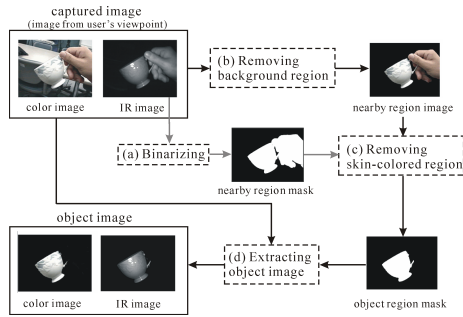 captured image
(image from user's viewpoint)
color image
IR image
(b) Removing
background region
nearby region image
(a) Binarizing
nearby region mask
(c) Removing
skin-colored region
object image
color image
IR image
(d) Extracting
object image
object region mask